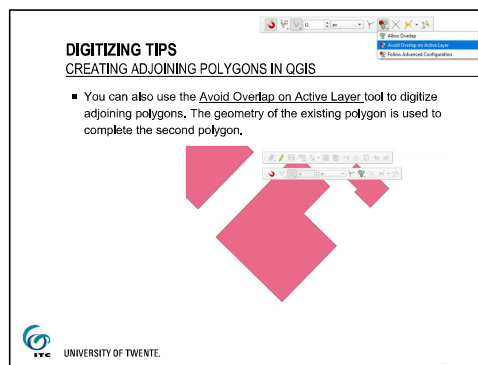 12
px
Allow Overlap
Avoid Overlap on Active Layer
Follow Advanced Configuration
DIGITIZING TIPS
CREATING ADJOINING POLYGONS IN QGIS
You can also use the Avoid Overlap on Active Layer tool to digitize
adjoining polygons. The geometry of the existing polygon is used to
complete the second polygon.
ITC
UNIVERSITY OF TWENTE.